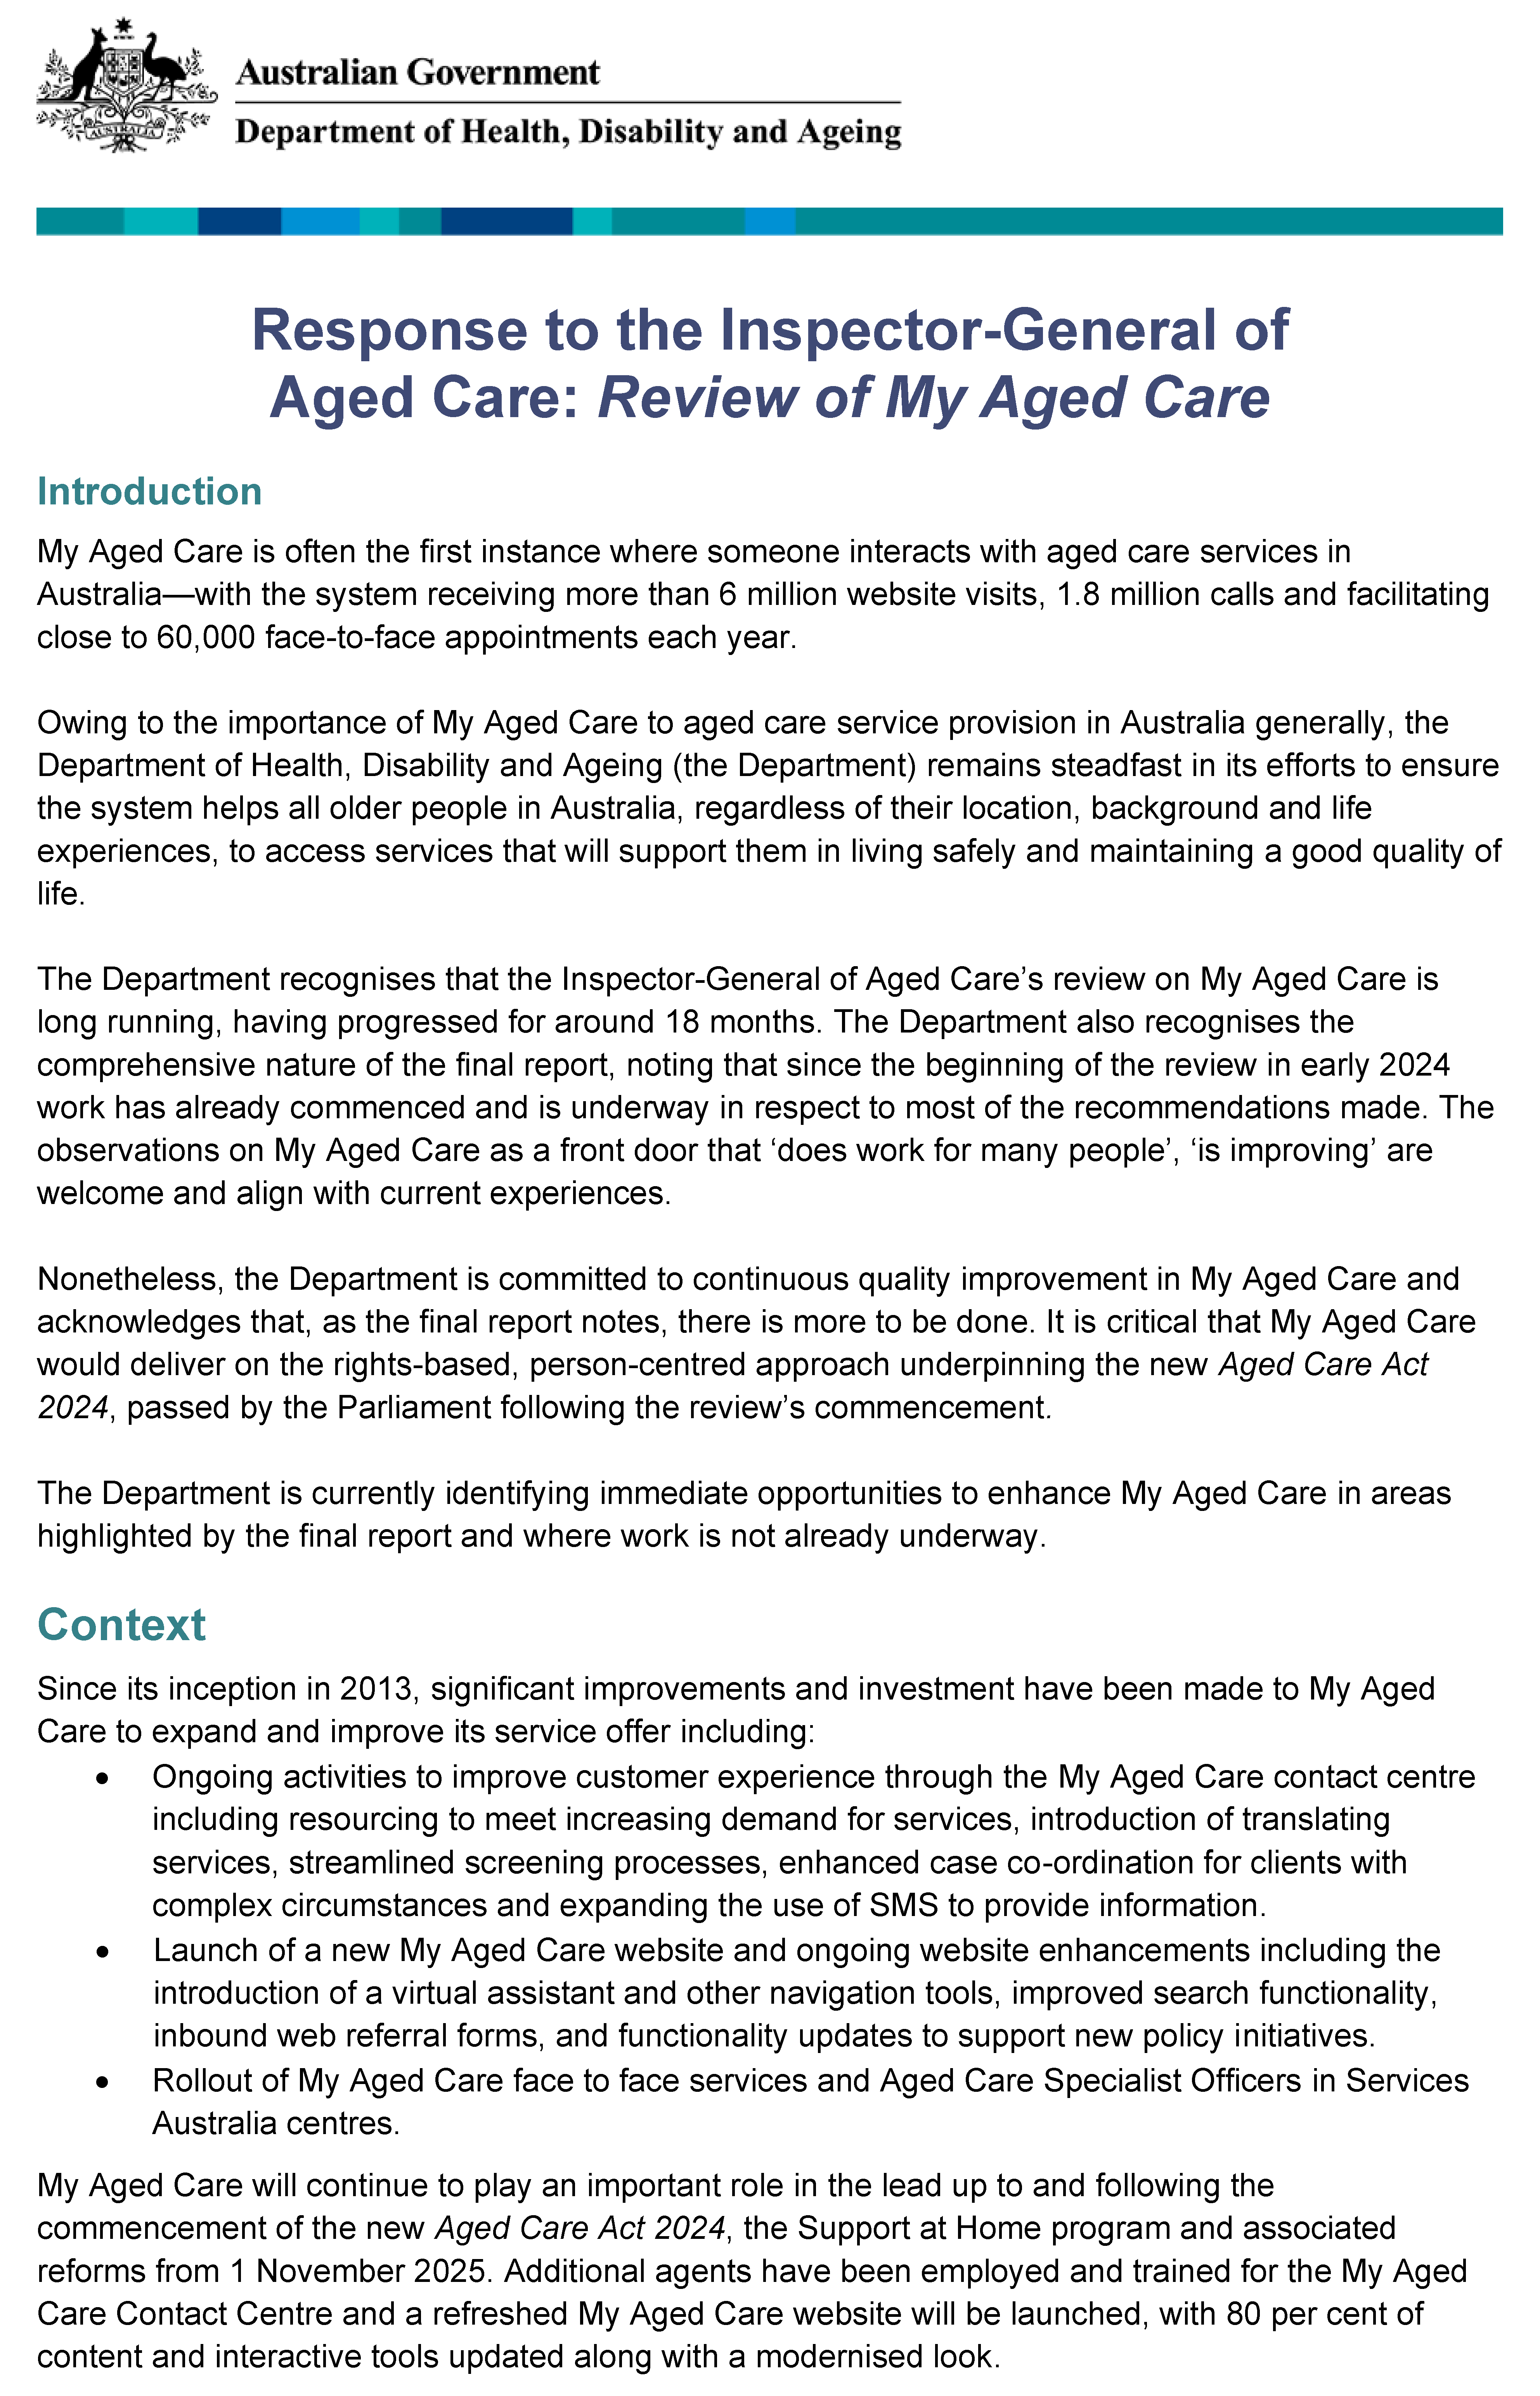 AUSTRALIA
Australian Government
Department of Health, Disability and Ageing
Response to the Inspector-General of
Aged Care: Review of My Aged Care
Introduction
My Aged Care is often the first instance where someone interacts with aged care services in
Australia—with the system receiving more than 6 million website visits, 1.8 million calls and facilitating
close to 60,000 face-to-face appointments each year.
Owing to the importance of My Aged Care to aged care service provision in Australia generally, the
Department of Health, Disability and Ageing (the Department) remains steadfast in its efforts to ensure
the system helps all older people in Australia, regardless of their location, background and life
experiences, to access services that will support them in living safely and maintaining a good quality of
life.
The Department recognises that the Inspector-General of Aged Care’s review on My Aged Care is
long running, having progressed for around 18 months. The Department also recognises the
comprehensive nature of the final report, noting that since the beginning of the review in early 2024
work has already commenced and is underway in respect to most of the recommendations made. The
observations on My Aged Care as a front door that ‘does work for many people’, ‘is improving’ are
welcome and align with current experiences.
Nonetheless, the Department is committed to continuous quality improvement in My Aged Care and
acknowledges that, as the final report notes, there is more to be done. It is critical that My Aged Care
would deliver on the rights-based, person-centred approach underpinning the new Aged Care Act
2024, passed by the Parliament following the review’s commencement.
The Department is currently identifying immediate opportunities to enhance My Aged Care in areas
highlighted by the final report and where work is not already underway.
Context
Since its inception in 2013, significant improvements and investment have been made to My Aged
Care to expand and improve its service offer including:
• Ongoing activities to improve customer experience through the My Aged Care contact centre
including resourcing to meet increasing demand for services, introduction of translating
services, streamlined screening processes, enhanced case co-ordination for clients with
complex circumstances and expanding the use of SMS to provide information.
• Launch of a new My Aged Care website and ongoing website enhancements including the
introduction of a virtual assistant and other navigation tools, improved search functionality,
inbound web referral forms, and functionality updates to support new policy initiatives.
• Rollout of My Aged Care face to face services and Aged Care Specialist Officers in Services
Australia centres.
My Aged Care will continue to play an important role in the lead up to and following the
commencement of the new Aged Care Act 2024, the Support at Home program and associated
reforms from 1 November 2025. Additional agents have been employed and trained for the My Aged
Care Contact Centre and a refreshed My Aged Care website will be launched, with 80 per cent of
content and interactive tools updated along with a modernised look.